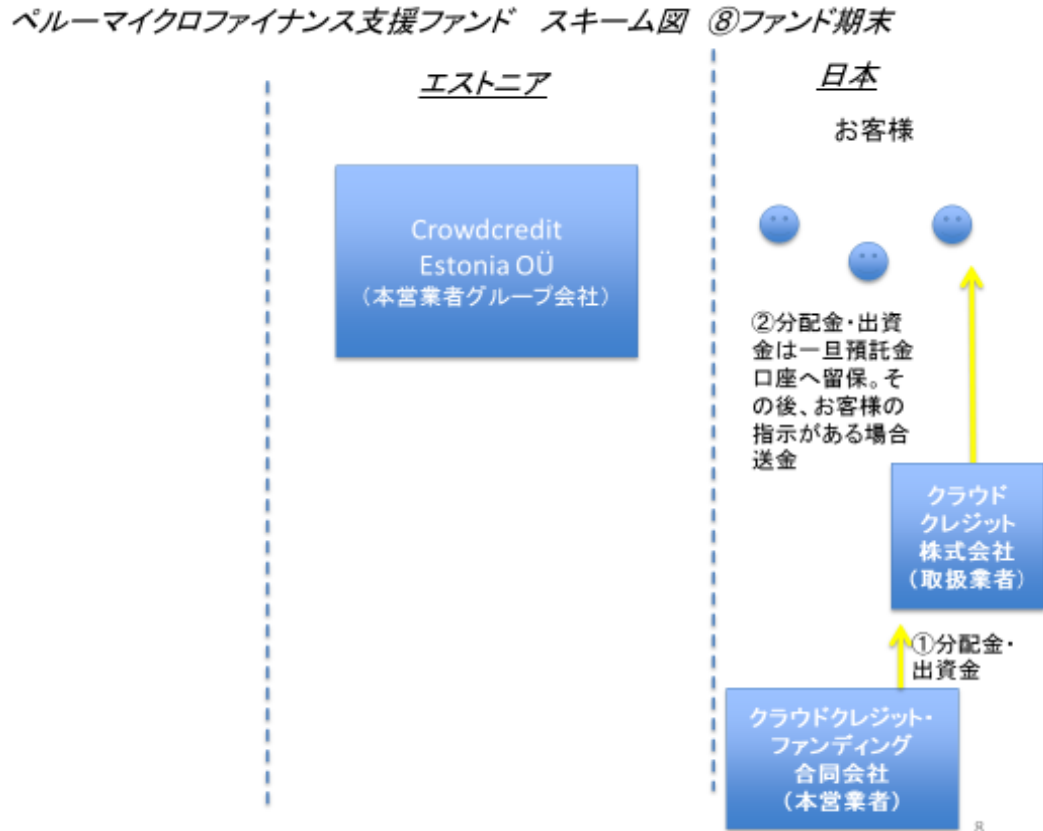 ペルーマイクロファイナンス支援ファンド　スキーム図　⑧ファンド期末
エストニア
日本
お客様
Crowdcredit
Estonia OÜ
（本営業者グループ会社）
②分配金・出資
金は一旦預託金
口座へ留保。そ
の後、お客様の
指示がある場合
送金
クラウド
クレジット
株式会社
（取扱業者）
①分配金・
出資金
クラウドクレジット・
ファンディング
合同会社
（本営業者）
8